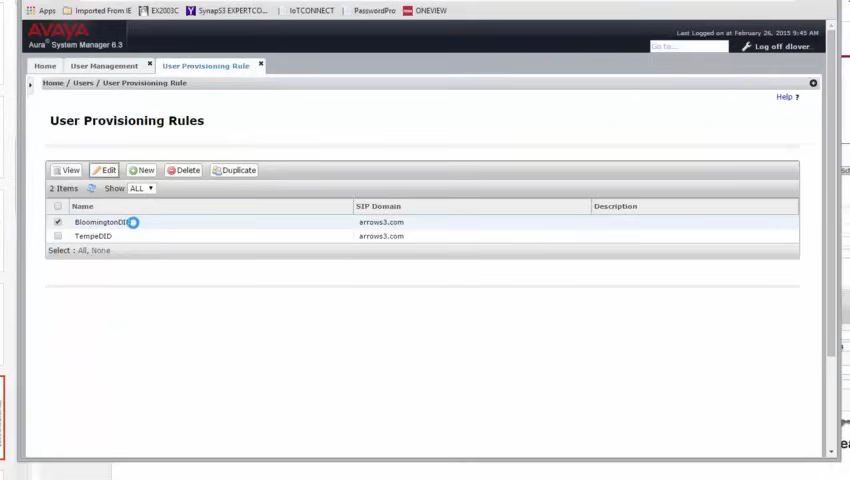 Apps Imported From IE EX2003C SynapS3 EXPERTCO... IoTCONNECT PasswordPro ONEVIEW
AVAYA
Last Logged on at February 26, 2015 9:45 AM
Aura® System Manager 6.3
Go to... Log off dlover
Home User Management User Provisioning Rule
Home / Users / User Provisioning Rule
Help ?
User Provisioning Rules
View Edit New Delete Duplicate
2 Items Show ALL
Name SIP Domain Description
BloomingtonDID arrows3.com
TempeDID arrows3.com
Select : All, None